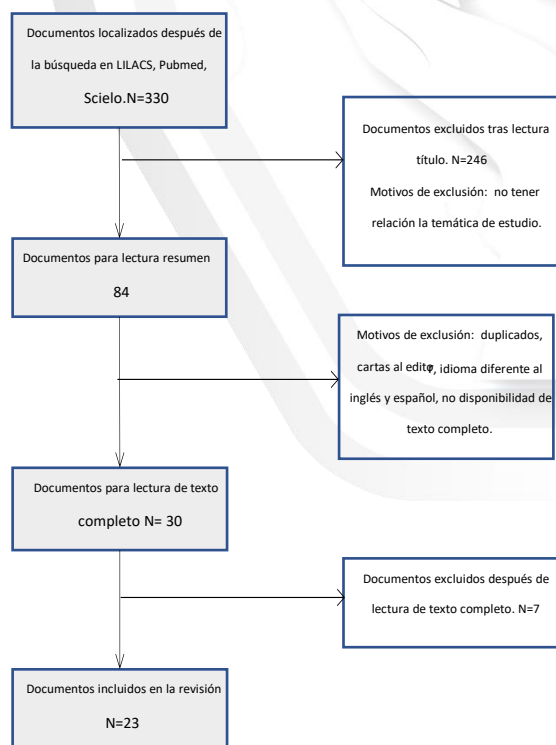 Documentos localizados después de
la búsqueda en LILACS, Pubmed,
Scielo.N=330
Documentos excluidos tras lectura
título. N=246
Motivos de exclusión: no tener
relación la temática de estudio.
Documentos para lectura resumen
84
Motivos de exclusión: duplicados,
cartas al editor, idioma diferente al
inglés y español, no disponibilidad de
texto completo.
Documentos para lectura de texto
completo N= 30
Documentos excluidos después de
lectura de texto completo. N=7
Documentos incluidos en la revisión
N=23